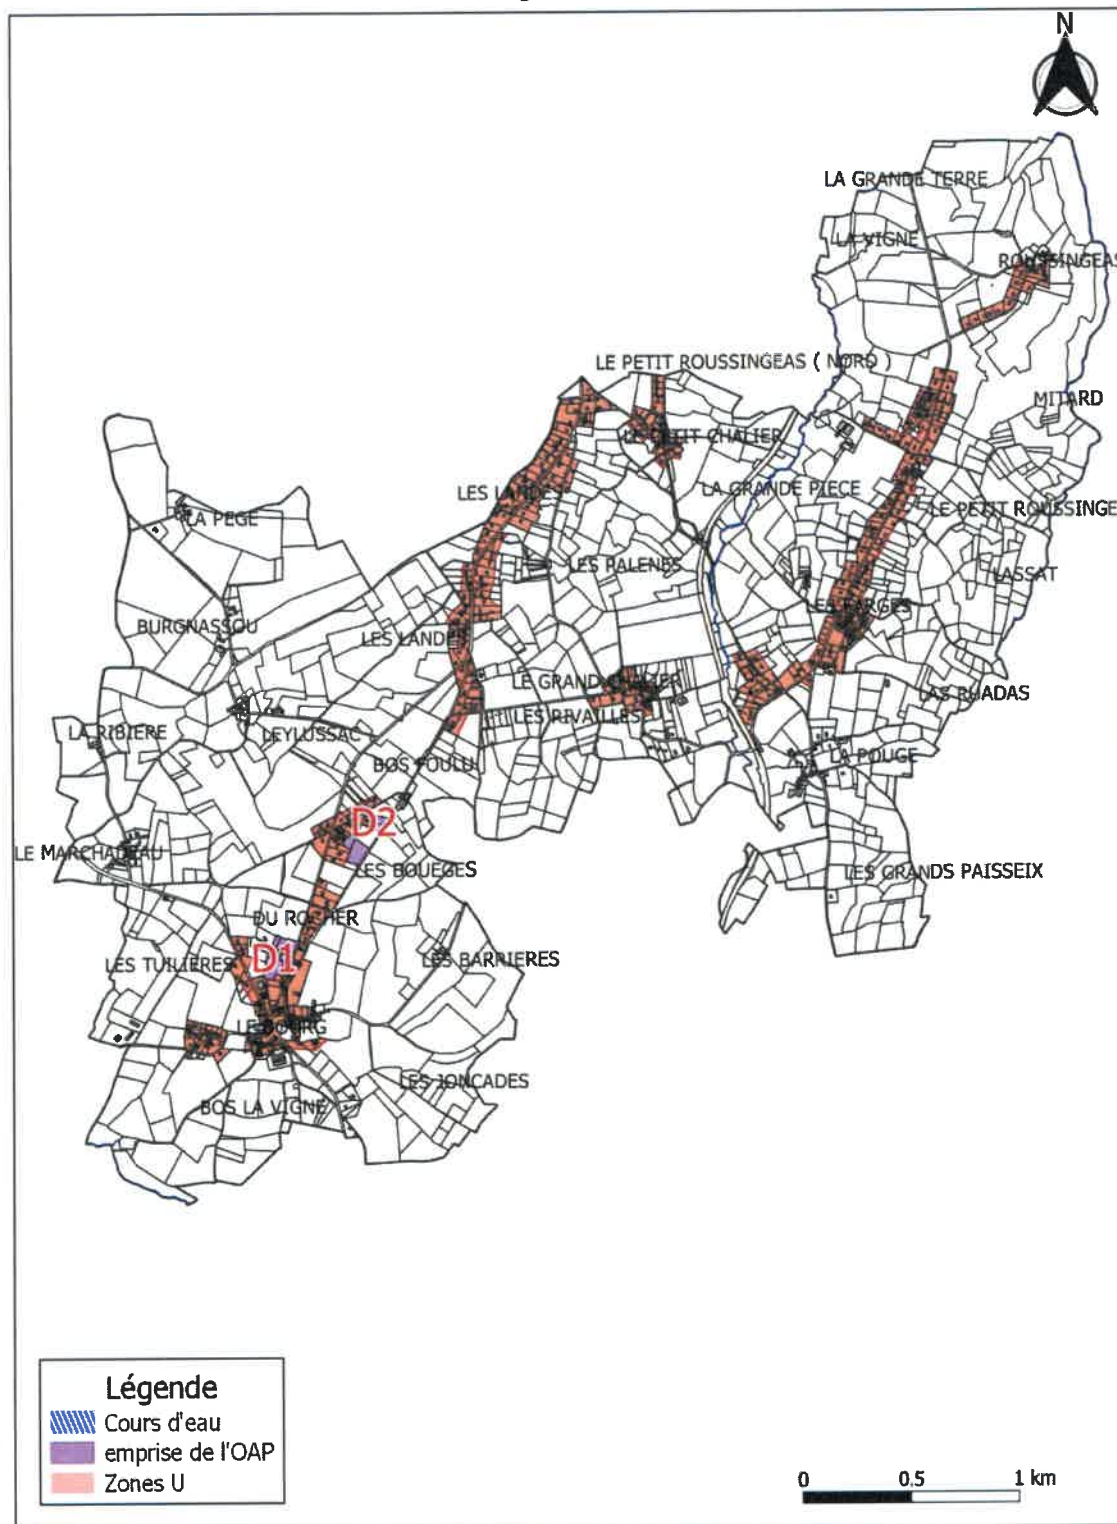 N
LA GRANDE TERRE
LA VIGNE
ROUSSINGEAS
LE PETIT ROUSSINGEAS ( NORD )
MITARD
LE PETIT CHALIER
LES LANDES
LA GRANDE PIECE
LE PETIT ROUSSINGE
LA PEGE
LES PALENES
LASSAT
LES FARGES
BURGNASSOU
LES LANDES
LE GRAND CHALIER
LAS RHADAS
LES RIVAILLES
LA RIBIERE
LEYLUSSAC
LA POUGE
BOS FOULU
D2
LE MARCHADEAU
LES BOUEGES
LES GRANDS PAISSEIX
DU ROCHER
D1
LES TUILIERES
LES BARRIERES
LE BOURG
LES JONCADES
BOS LA VIGNE
Légende
Cours d'eau
emprise de l'OAP
Zones U
0 0.5 1 km